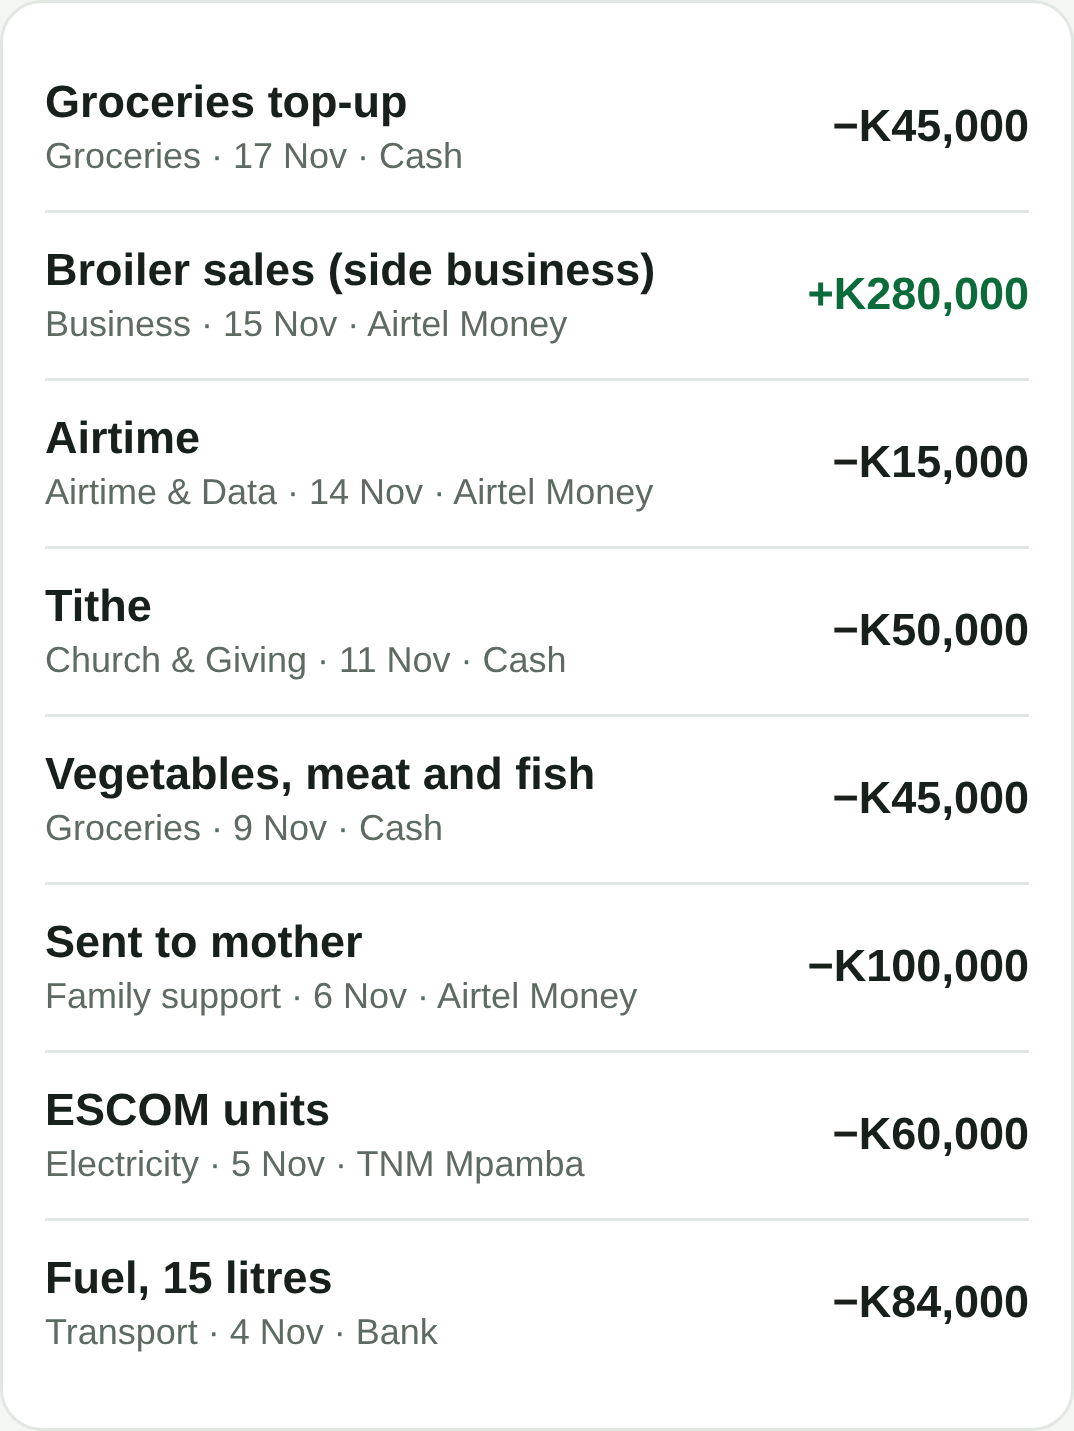 Groceries top-up
Groceries · 17 Nov · Cash
−K45,000
Broiler sales (side business)
Business · 15 Nov · Airtel Money
+K280,000
Airtime
Airtime & Data · 14 Nov · Airtel Money
−K15,000
Tithe
Church & Giving · 11 Nov · Cash
−K50,000
Vegetables, meat and fish
Groceries · 9 Nov · Cash
−K45,000
Sent to mother
Family support · 6 Nov · Airtel Money
−K100,000
ESCOM units
Electricity · 5 Nov · TNM Mpamba
−K60,000
Fuel, 15 litres
Transport · 4 Nov · Bank
−K84,000